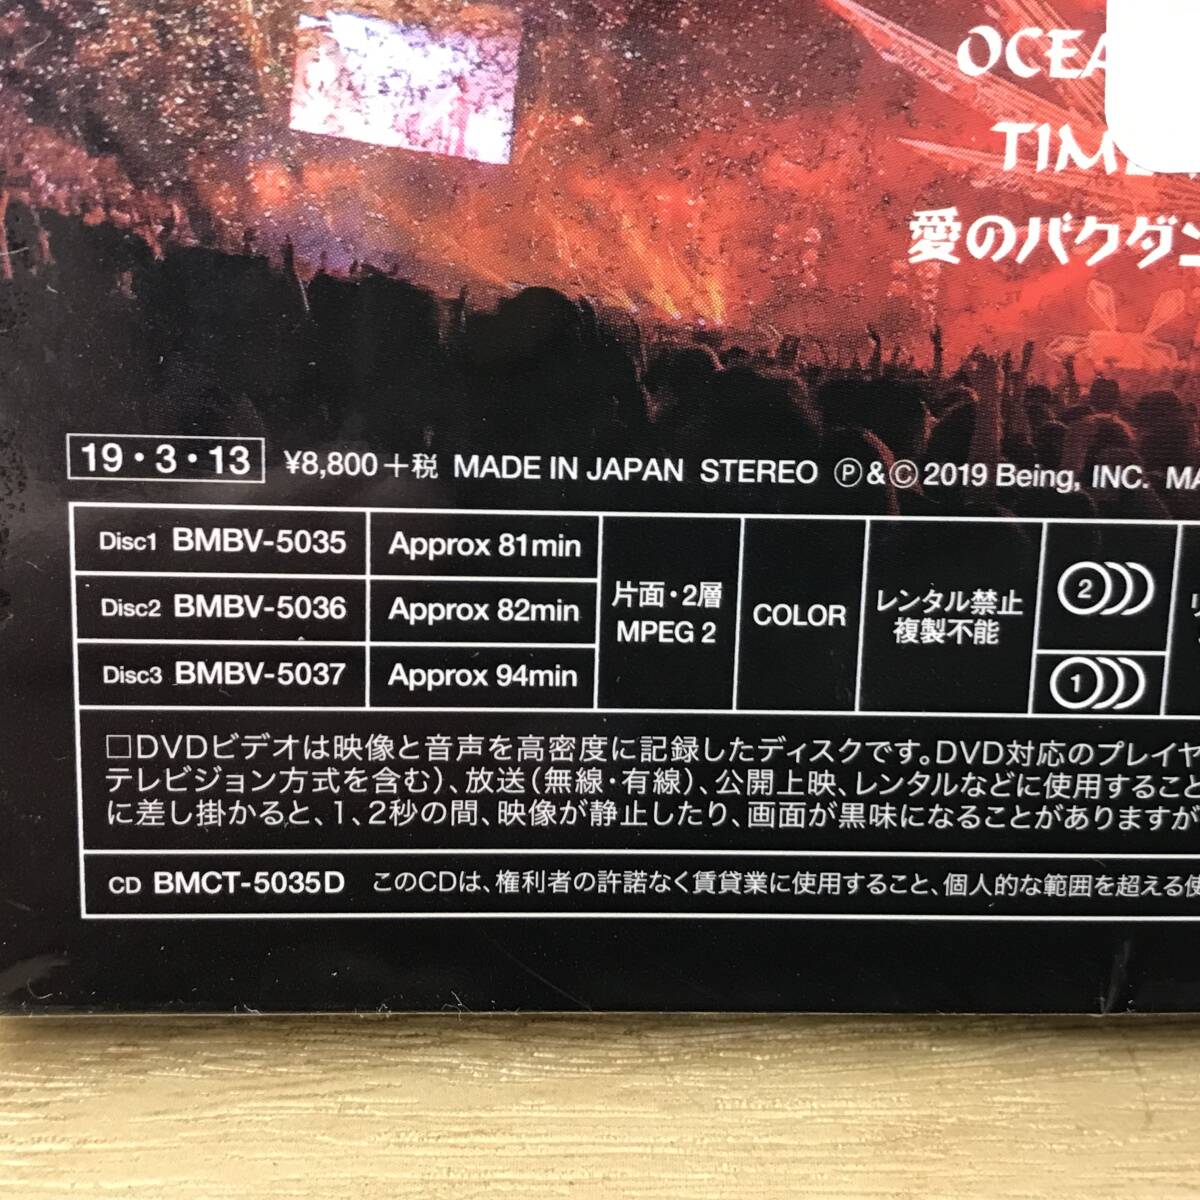 OCEA
TIME
愛のバクダン
19・3・13 ¥8,800+税 MADE IN JAPAN STEREO Ⓟ&Ⓒ2019 Being, INC. MA
Disc1 BMBV-5035 Approx 81min
Disc2 BMBV-5036 Approx 82min
Disc3 BMBV-5037 Approx 94min
片面・2層
MPEG 2
COLOR
レンタル禁止
複製不能
2
1
□DVDビデオは映像と音声を高密度に記録したディスクです。DVD対応のプレイヤ
テレビジョン方式を含む)、放送(無線・有線)、公開上映、レンタルなどに使用すること
に差し掛かると、1、2秒の間、映像が静止したり、画面が黒味になることがありますが
CD BMCT-5035D このCDは、権利者の許諾なく賃貸業に使用すること、個人的な範囲を超える使